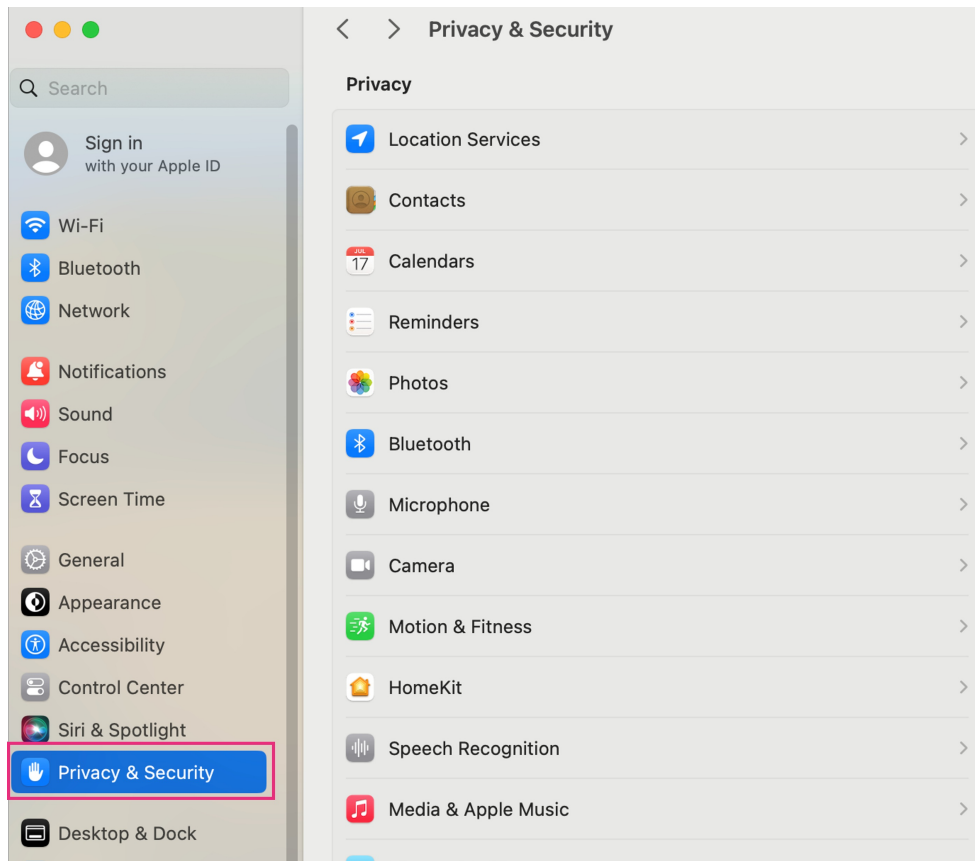 Privacy & Security
Search
Sign in
with your Apple ID
Wi-Fi
Bluetooth
Network
Notifications
Sound
Focus
Screen Time
General
Appearance
Accessibility
Control Center
Siri & Spotlight
Privacy & Security
Desktop & Dock
Privacy
Location Services
Contacts
JUL
17
Calendars
Reminders
Photos
Bluetooth
Microphone
Camera
Motion & Fitness
HomeKit
Speech Recognition
Media & Apple Music